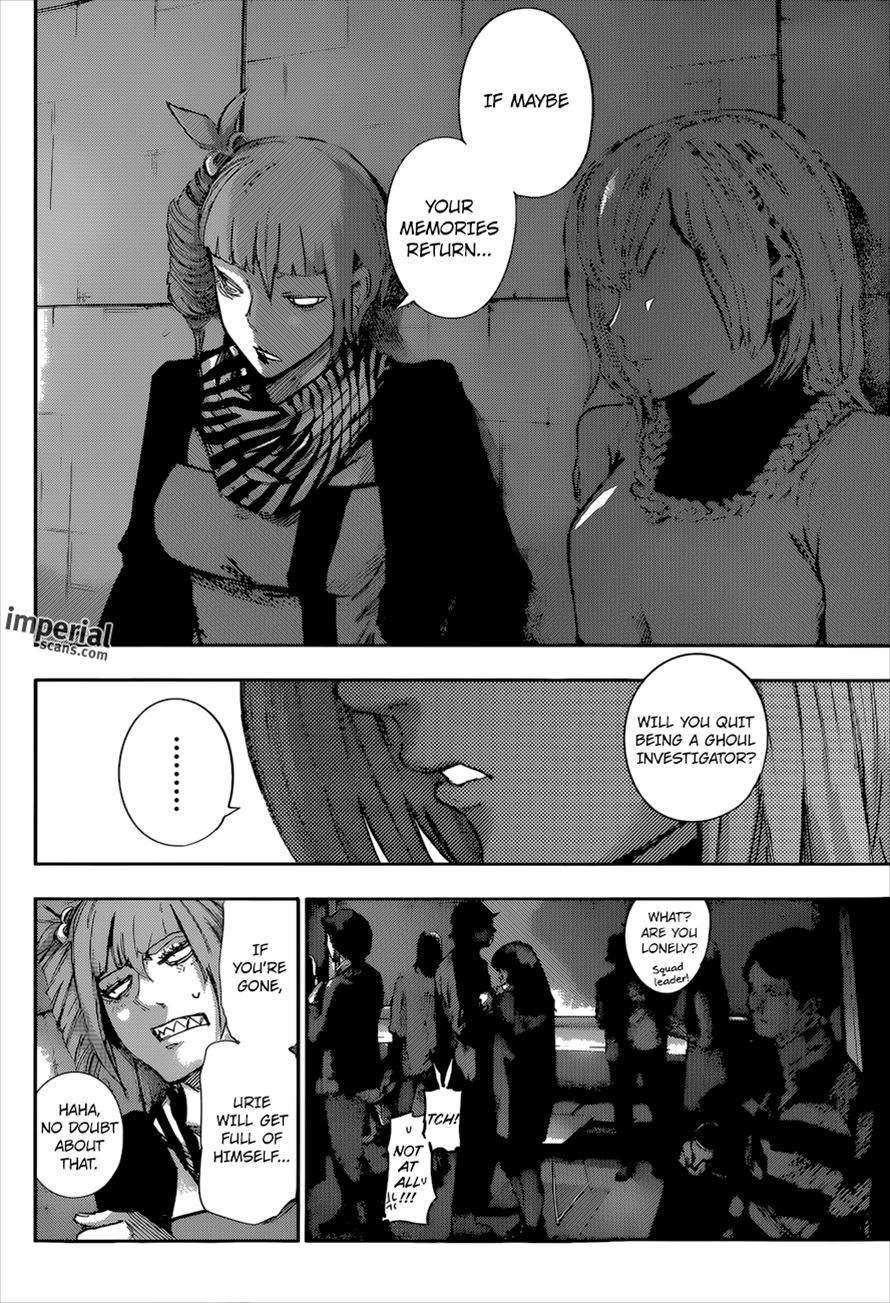 IF MAYBE
YOUR
MEMORIES
RETURN...
imperial
scans.com
WILL YOU QUIT
BEING A GHOUL
INVESTIGATOR?
.........
WHAT?
ARE YOU
LONELY?
Squad
leader!
TCH!
NOT
AT
ALL
!!!
IF
YOU'RE
GONE,
URIE
WILL GET
FULL OF
HIMSELF...
HAHA,
NO DOUBT
ABOUT
THAT.